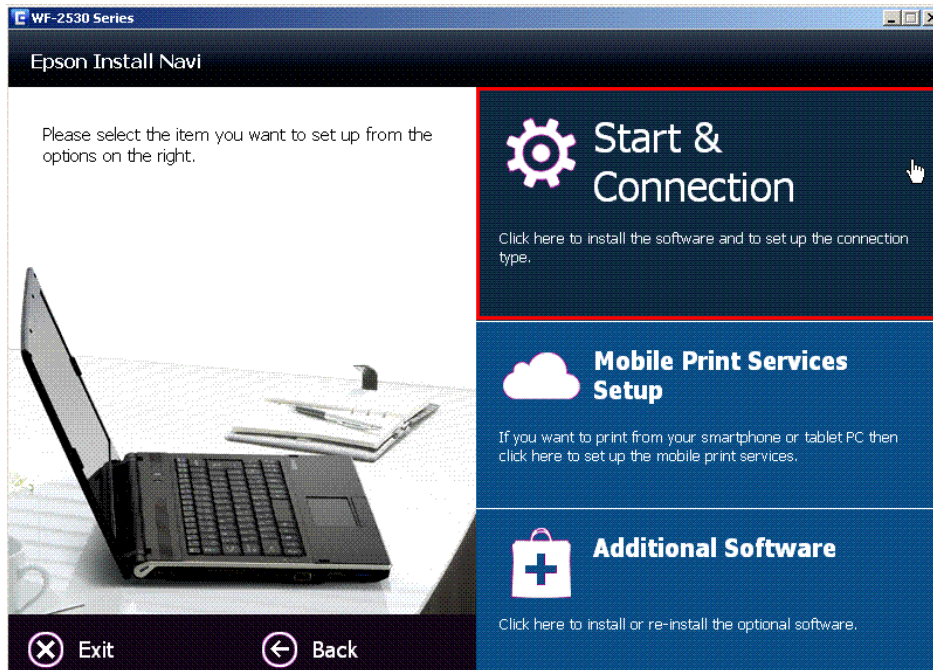 WF-2530 Series
Epson Install Navi
Please select the item you want to set up from the
options on the right.
Start &
Connection
Click here to install the software and to set up the connection
type.
Mobile Print Services
Setup
If you want to print from your smartphone or tablet PC then
click here to set up the mobile print services.
Additional Software
Click here to install or re-install the optional software.
Exit
Back